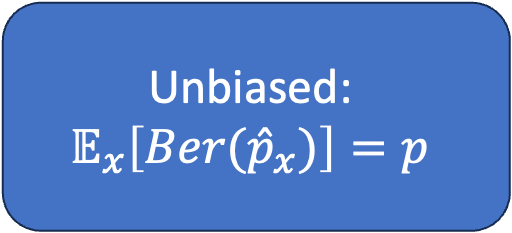 Unbiased:
𝔼ₓ[Ber(p̂ₓ)] = p